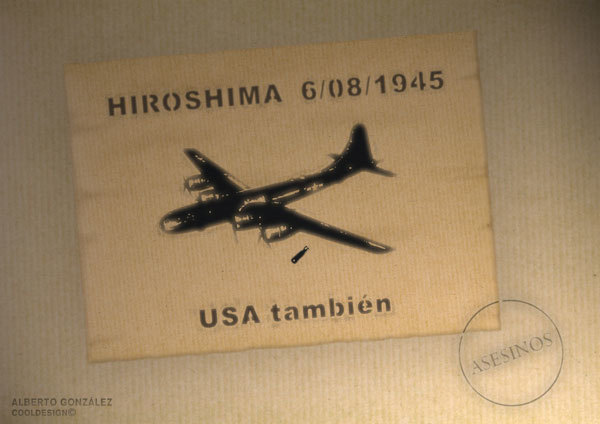 HIROSHIMA 6/08/1945
USA también
ASESINOS
ALBERTO GONZÁLEZ
COOLDESIGN©